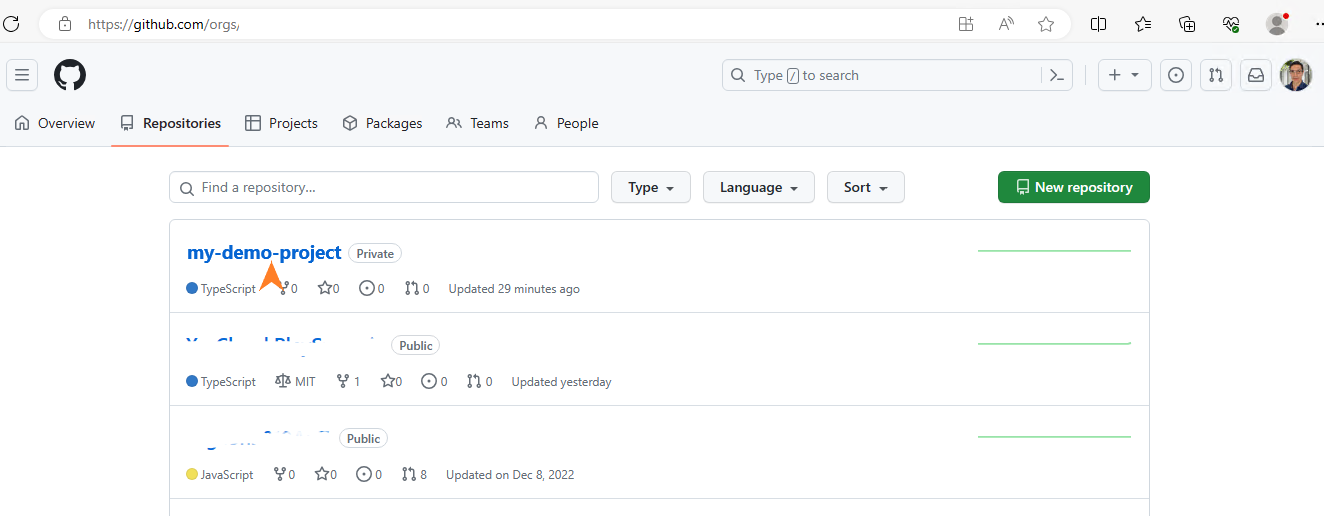 https://github.com/orgs/
Type / to search
Overview Repositories Projects Packages Teams People
Find a repository... Type Language Sort New repository
my-demo-project Private
TypeScript 0 0 0 0 Updated 29 minutes ago
Public
TypeScript MIT 1 0 0 0 Updated yesterday
Public
JavaScript 0 0 0 8 Updated on Dec 8, 2022